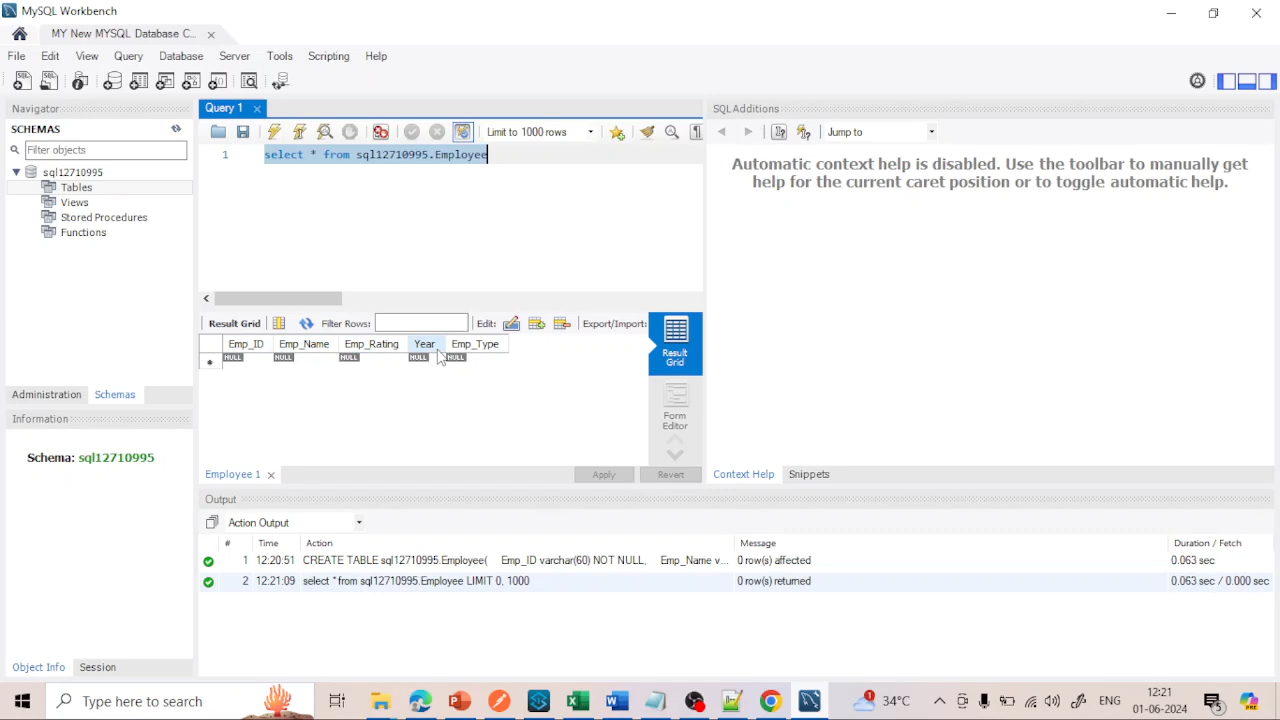 MySQL Workbench
MY New MYSQL Database C...
File Edit View Query Database Server Tools Scripting Help
Navigator
SCHEMAS
Filter objects
sql12710995
Tables
Views
Stored Procedures
Functions
Administration Schemas
Information
Schema: sql12710995
Object Info Session
Query 1
Limit to 1000 rows
1 select * from sql12710995.Employee
Result Grid Filter Rows: Edit: Export/Import:
Emp_ID Emp_Name Emp_Rating Year Emp_Type
NULL NULL NULL NULL NULL
Result
Grid
Form
Editor
Employee 1 Apply Revert
SQLAdditions
Jump to
Automatic context help is disabled. Use the toolbar to manually get
help for the current caret position or to toggle automatic help.
Context Help Snippets
Output
Action Output
# Time Action Message Duration / Fetch
1 12:20:51 CREATE TABLE sql12710995.Employee( Emp_ID varchar(60) NOT NULL, Emp_Name v... 0 row(s) affected 0.063 sec
2 12:21:09 select * from sql12710995.Employee LIMIT 0, 1000 0 row(s) returned 0.063 sec / 0.000 sec
Type here to search
34°C
ENG
12:21
01-06-2024
5